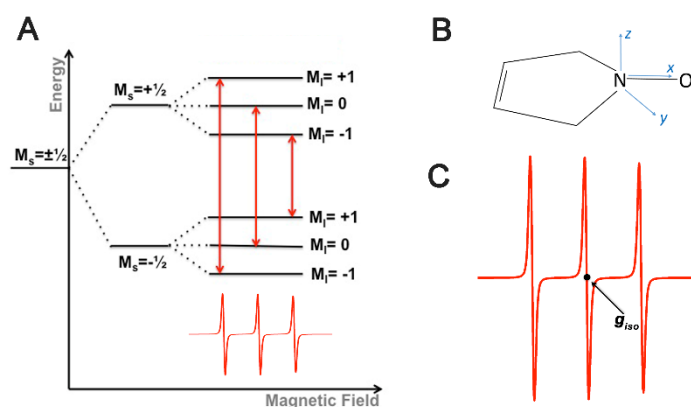 A
Energy
Mₛ=±½
Mₛ=+½
Mₛ=-½
Mᵢ= +1
Mᵢ= 0
Mᵢ= -1
Mᵢ= +1
Mᵢ= 0
Mᵢ= -1
Magnetic Field
B
z
x
N
O
y
C
g_iso